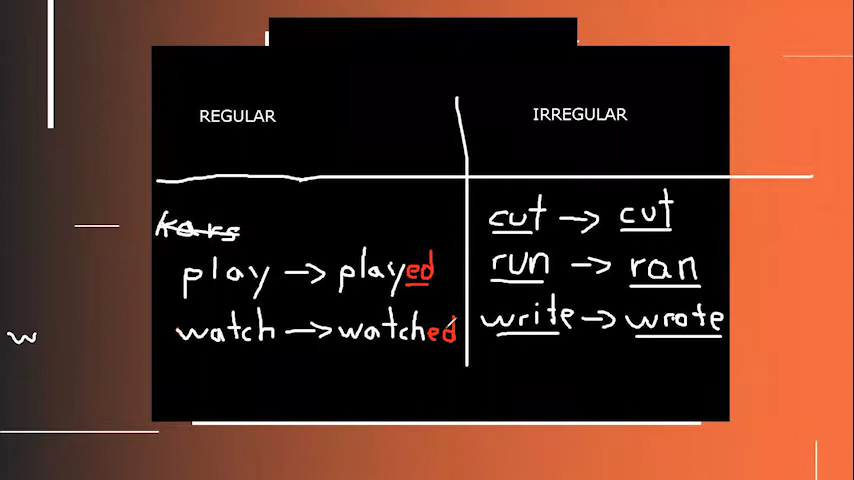 REGULAR
IRREGULAR
play → played
watch → watched
cut → cut
run → ran
write → wrote
w